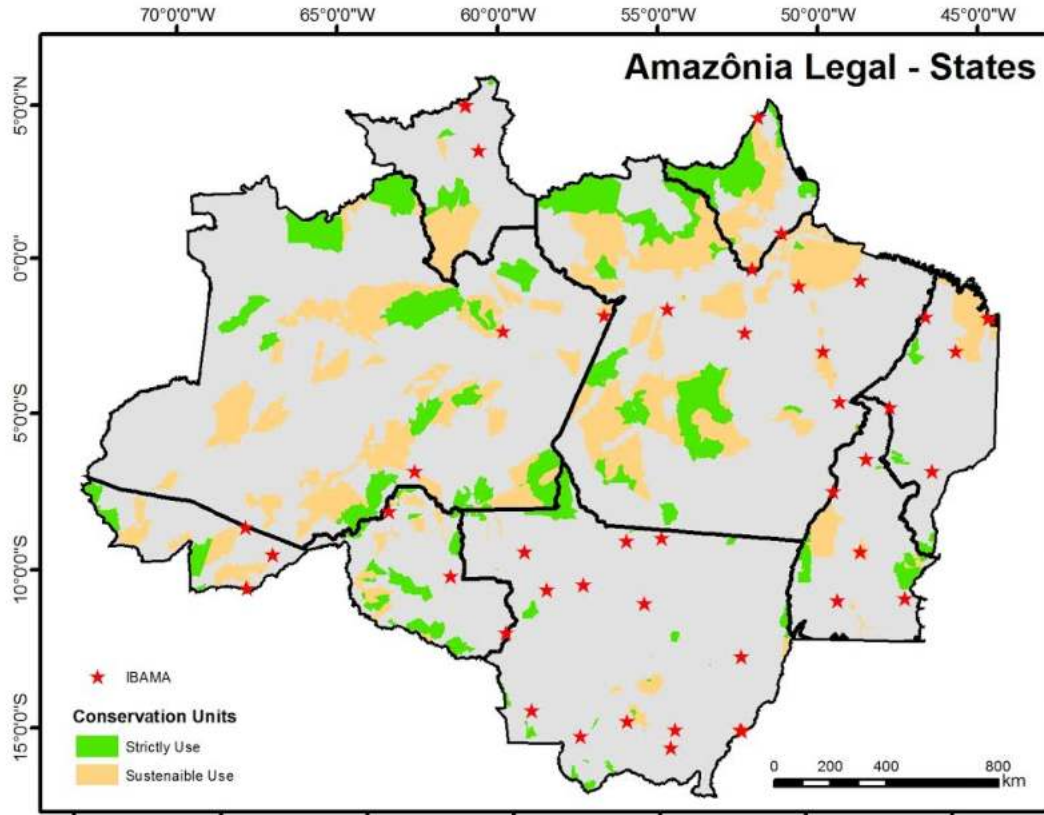 70°0'0"W 65°0'0"W 60°0'0"W 55°0'0"W 50°0'0"W 45°0'0"W
Amazônia Legal - States
5°0'0"N
0°0'0"
5°0'0"S
10°0'0"S
15°0'0"S
IBAMA
Conservation Units
Strictly Use
Sustenaible Use
0 200 400 800
km